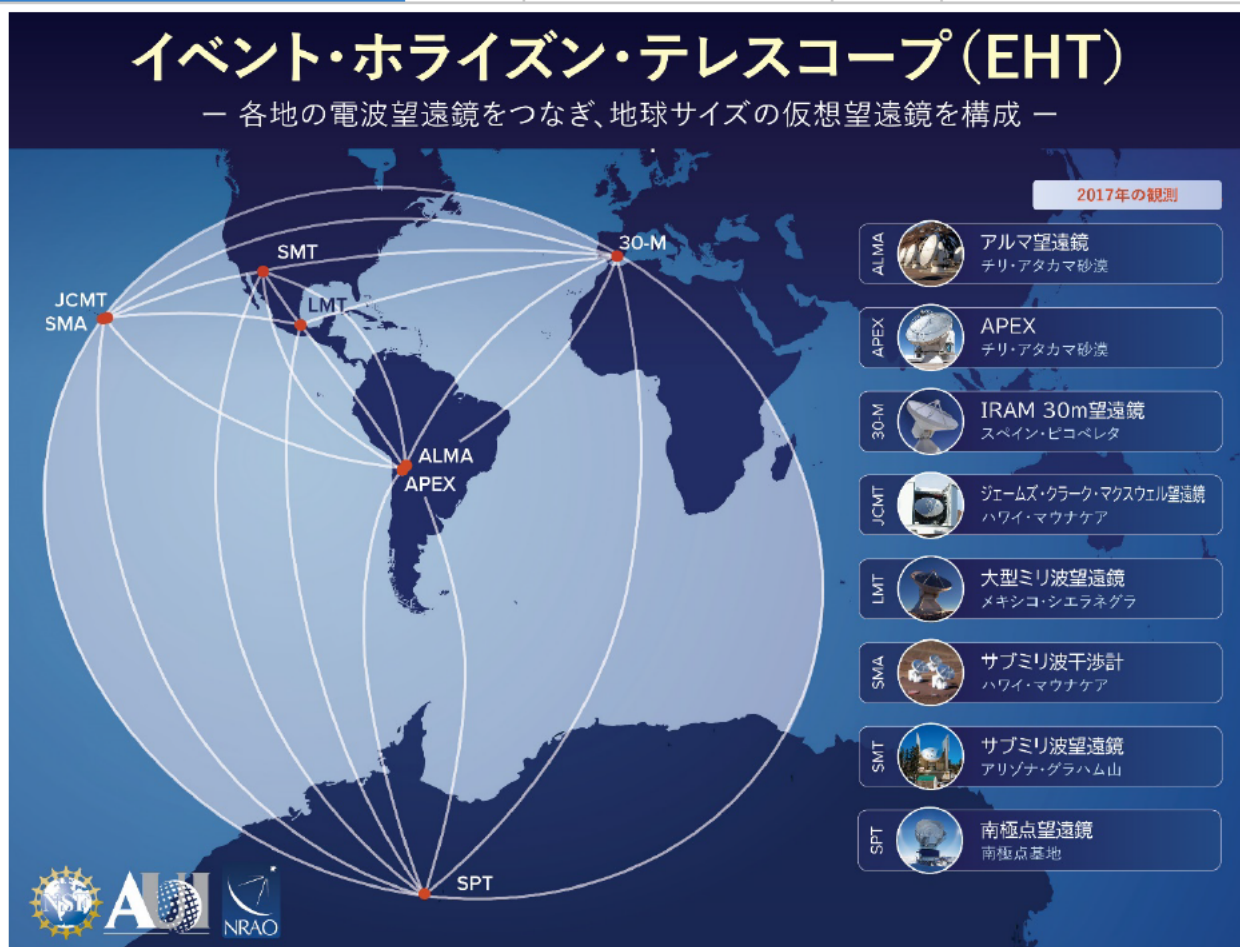 イベント・ホライズン・テレスコープ(EHT)
― 各地の電波望遠鏡をつなぎ、地球サイズの仮想望遠鏡を構成 ―
2017年の観測
30-M
SMT
LMT
JCMT
SMA
ALMA
APEX
SPT
ALMA
アルマ望遠鏡
チリ・アタカマ砂漠
APEX
APEX
チリ・アタカマ砂漠
30-M
IRAM 30m望遠鏡
スペイン・ピコベレタ
JCMT
ジェームズ・クラーク・マクスウェル望遠鏡
ハワイ・マウナケア
LMT
大型ミリ波望遠鏡
メキシコ・シエラネグラ
SMA
サブミリ波干渉計
ハワイ・マウナケア
SMT
サブミリ波望遠鏡
アリゾナ・グラハム山
SPT
南極点望遠鏡
南極点基地
NSF
AUI
NRAO